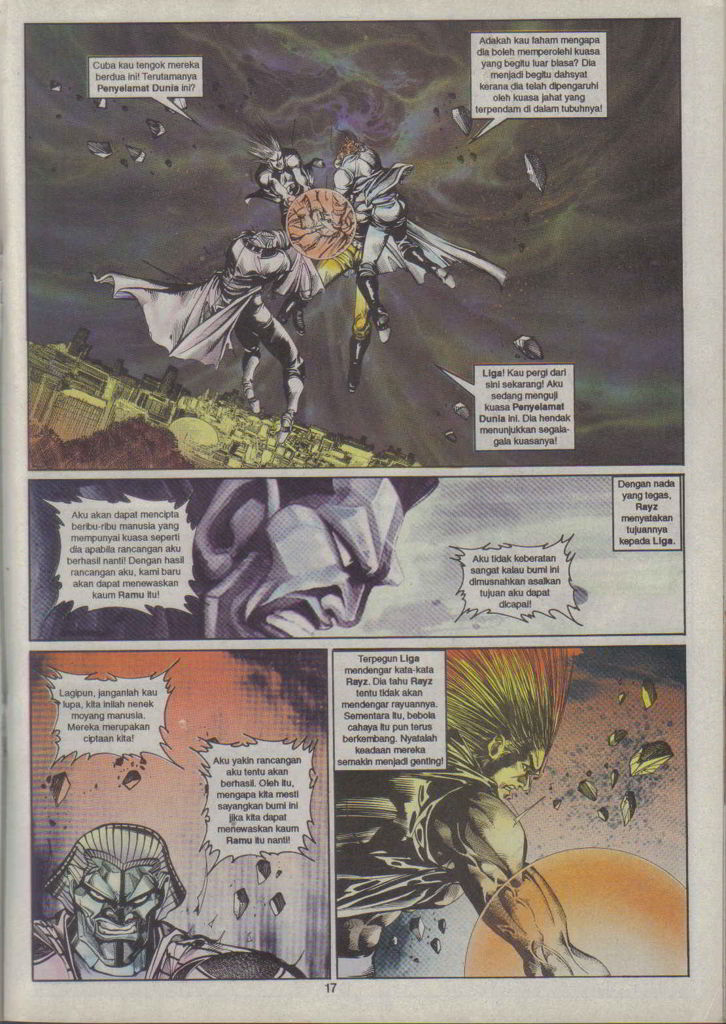 Cuba kau tengok mereka
berdua ini! Terutamanya
Penyelamat Dunia ini?
Adakah kau faham mengapa
dia boleh memperolehi kuasa
yang begitu luar biasa? Dia
menjadi begitu dahsyat
kerana dia telah dipengaruhi
oleh kuasa jahat yang
terpendam di dalam tubuhnya!
Liga! Kau pergi dari
sini sekarang! Aku
sedang menguji
kuasa Penyelamat
Dunia ini. Dia hendak
menunjukkan segala-
gala kuasanya!
Aku akan dapat mencipta
beribu-ribu manusia yang
mempunyai kuasa seperti
dia apabila rancangan aku
berhasil nanti! Dengan hasil
rancangan aku, kami baru
akan dapat menewaskan
kaum Ramu itu!
Dengan nada
yang tegas,
Rayz
menyatakan
tujuannya
kepada Liga.
Aku tidak keberatan
sangat kalau bumi ini
dimusnahkan asalkan
tujuan aku dapat
dicapai!
Lagipun, janganlah kau
lupa, kita inilah nenek
moyang manusia.
Mereka merupakan
ciptaan kita!
Aku yakin rancangan
aku tentu akan
berhasil. Oleh itu,
mengapa kita mesti
sayangkan bumi ini
jika kita dapat
menewaskan kaum
Ramu itu nanti!
Terpegun Liga
mendengar kata-kata
Rayz. Dia tahu Rayz
tentu tidak akan
mendengar rayuannya.
Sementara itu, bebola
cahaya itu pun terus
berkembang. Nyatalah
keadaan mereka
semakin menjadi genting!
17